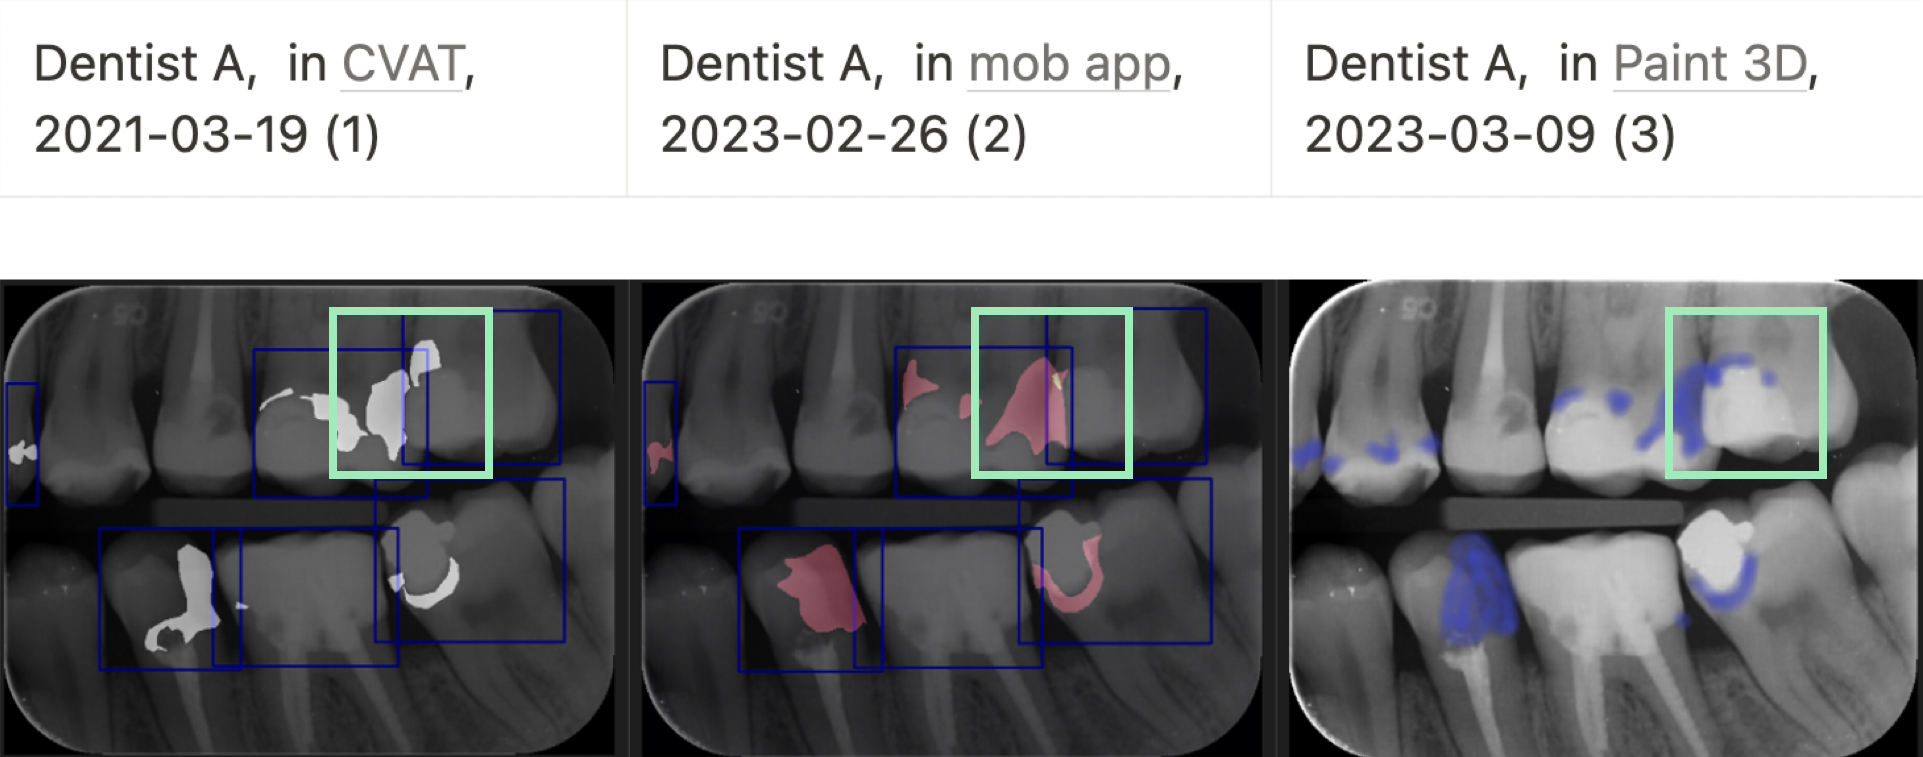 Dentist A, in CVAT,
2021-03-19 (1)
Dentist A, in mob app,
2023-02-26 (2)
Dentist A, in Paint 3D,
2023-03-09 (3)